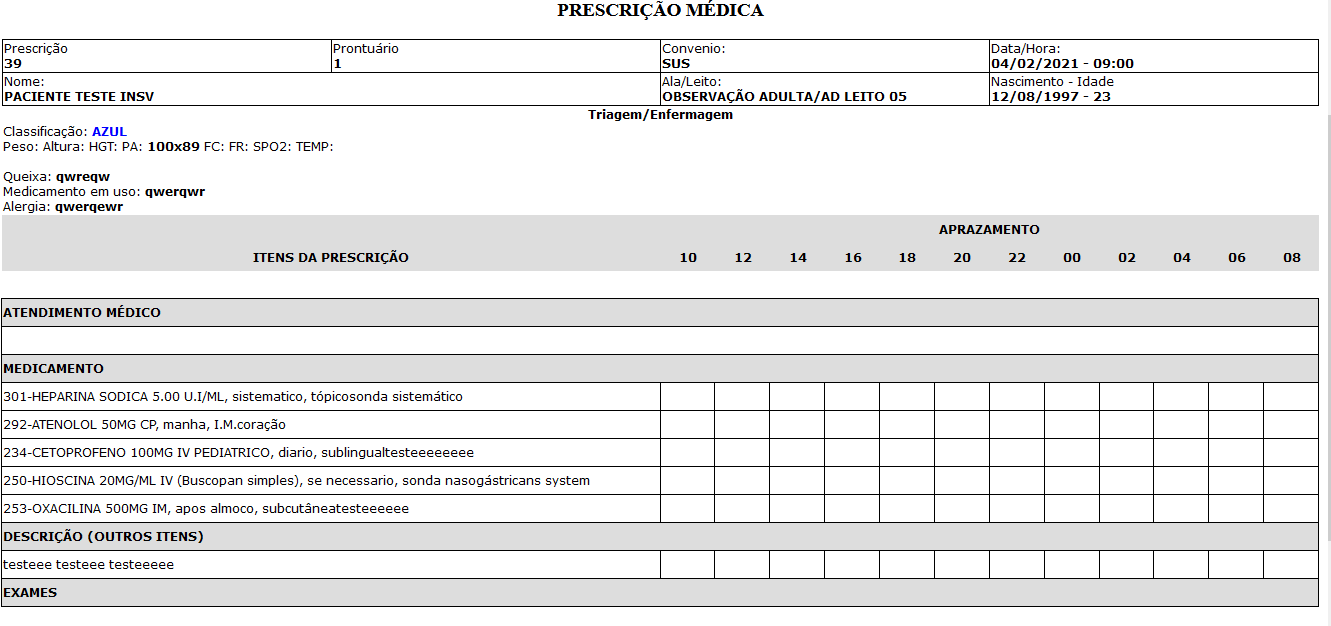 PRESCRIÇÃO MÉDICA
Prescrição Prontuário Convenio: Data/Hora:
39 1 SUS 04/02/2021 - 09:00
Nome: Ala/Leito: Nascimento - Idade
PACIENTE TESTE INSV OBSERVAÇÃO ADULTA/AD LEITO 05 12/08/1997 - 23
Triagem/Enfermagem
Classificação: AZUL
Peso: Altura: HGT: PA: 100x89 FC: FR: SPO2: TEMP:
Queixa: qwreqw
Medicamento em uso: qwerqwr
Alergia: qwerqewr
APRAZAMENTO
ITENS DA PRESCRIÇÃO 10 12 14 16 18 20 22 00 02 04 06 08
ATENDIMENTO MÉDICO
MEDICAMENTO
301-HEPARINA SODICA 5.00 U.I/ML, sistematico, tópicosonda sistemático
292-ATENOLOL 50MG CP, manha, I.M.coração
234-CETOPROFENO 100MG IV PEDIATRICO, diario, sublingualtesteeeeeeee
250-HIOSCINA 20MG/ML IV (Buscopan simples), se necessario, sonda nasogástricans system
253-OXACILINA 500MG IM, apos almoco, subcutâneatesteeeeee
DESCRIÇÃO (OUTROS ITENS)
testeee testeee testeeeee
EXAMES